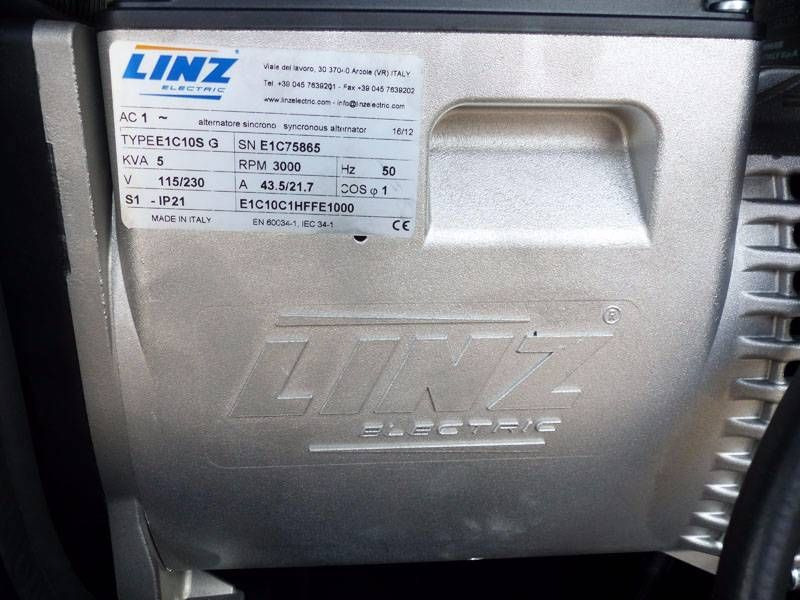 LINZ
ELECTRIC
Viale del lavoro, 30 37040 Arcole (VR) ITALY
Tel +39 045 7639201 - Fax +39 045 7639202
www.linzelectric.com - info@linzelectric.com
AC 1 ~ alternatore sincrono synchronous alternator 16/12
TYPE E1C10S G SN E1C75865
KVA 5 RPM 3000 Hz 50
V 115/230 A 43.5/21.7 COS φ 1
S1 - IP21 E1C10C1HFFE1000
MADE IN ITALY EN 60034-1, IEC 34-1 CE
LINZ ®
ELECTRIC